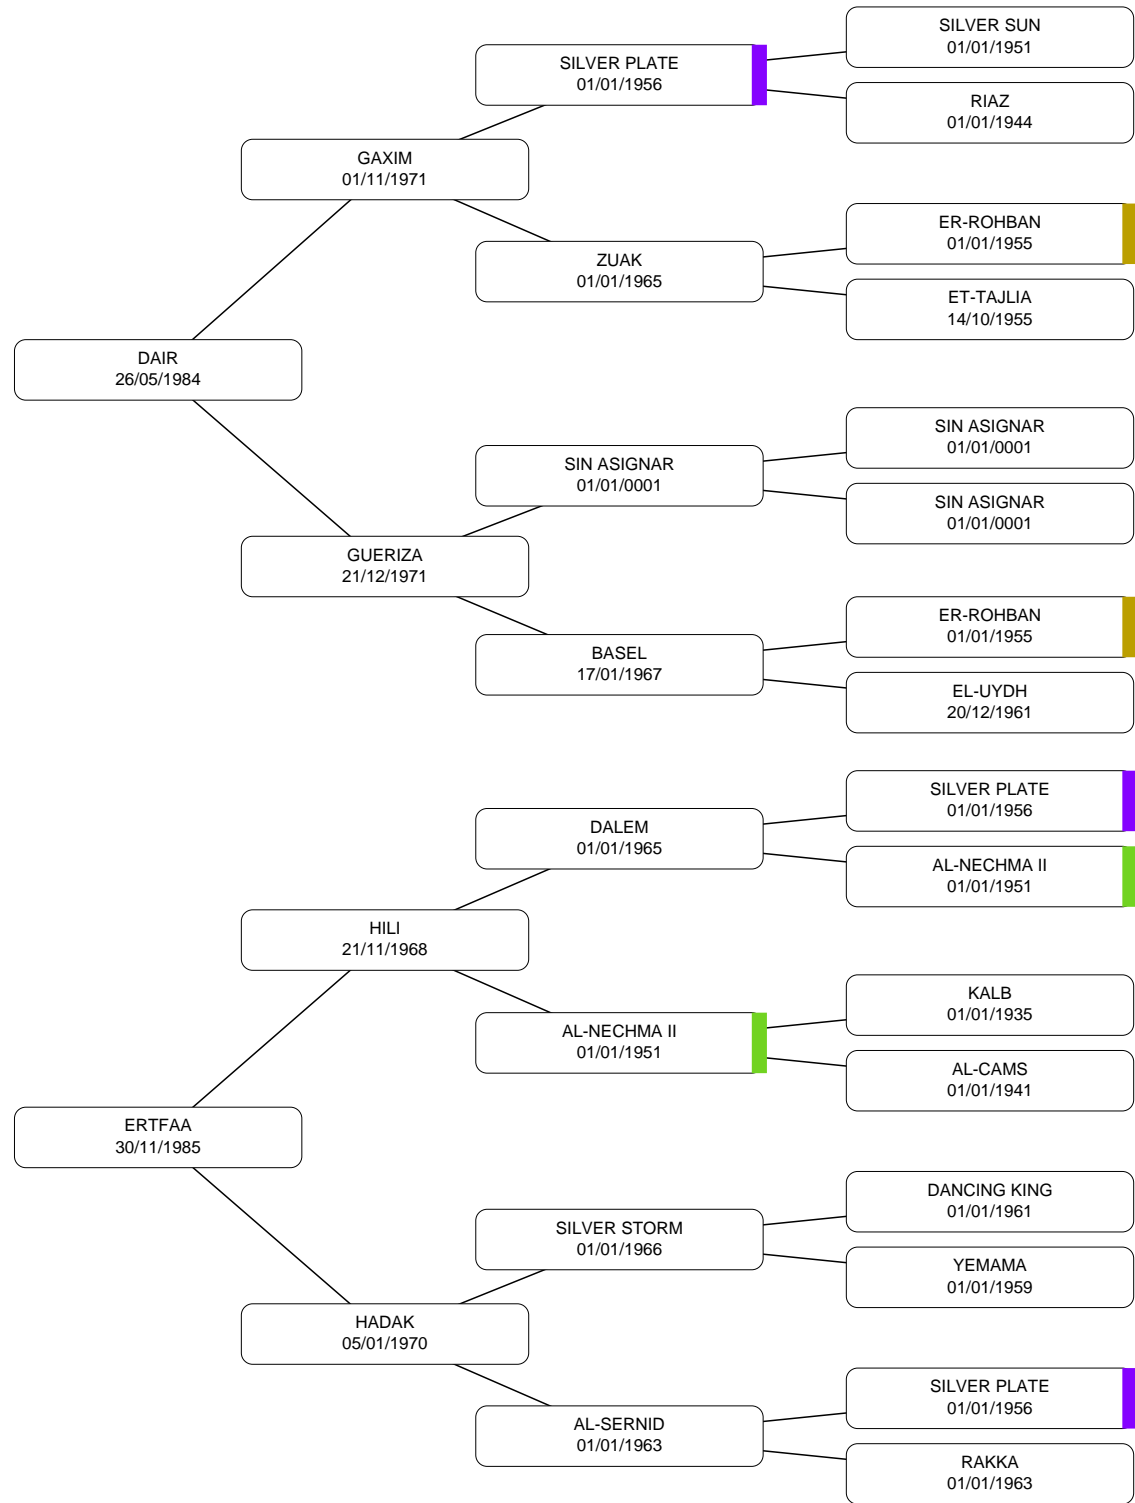 SILVER SUN
01/01/1951
SILVER PLATE
01/01/1956
RIAZ
01/01/1944
GAXIM
01/11/1971
ER-ROHBAN
01/01/1955
ZUAK
01/01/1965
ET-TAJLIA
14/10/1955
DAIR
26/05/1984
SIN ASIGNAR
01/01/0001
SIN ASIGNAR
01/01/0001
SIN ASIGNAR
01/01/0001
GUERIZA
21/12/1971
ER-ROHBAN
01/01/1955
BASEL
17/01/1967
EL-UYDH
20/12/1961
SILVER PLATE
01/01/1956
DALEM
01/01/1965
AL-NECHMA II
01/01/1951
HILI
21/11/1968
KALB
01/01/1935
AL-NECHMA II
01/01/1951
AL-CAMS
01/01/1941
ERTFAA
30/11/1985
DANCING KING
01/01/1961
SILVER STORM
01/01/1966
YEMAMA
01/01/1959
HADAK
05/01/1970
SILVER PLATE
01/01/1956
AL-SERNID
01/01/1963
RAKKA
01/01/1963